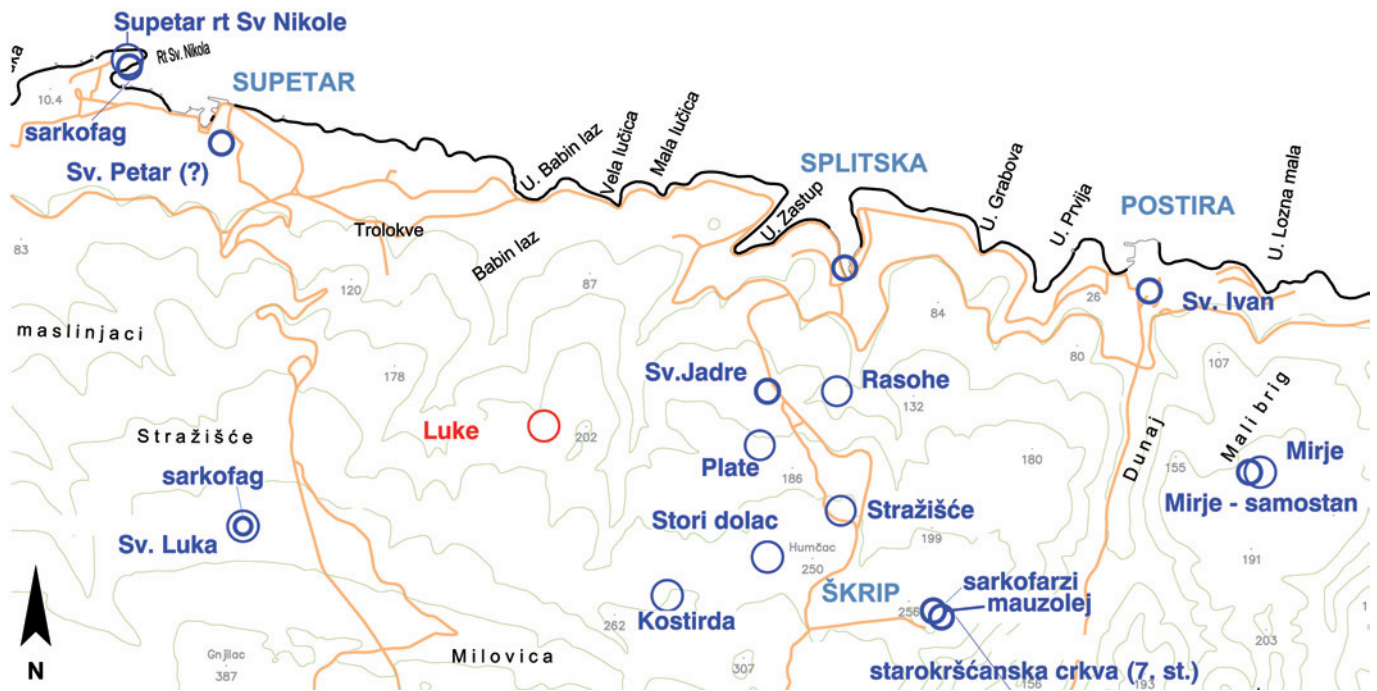 Supetar rt Sv Nikole
Rt Sv. Nikola
10.4
SUPETAR
sarkofag
Sv. Petar (?)
U. Babin laz
Vela lučica
Mala lučica
SPLITSKA
U. Zastup
U. Grabova
U. Prvija
POSTIRA
U. Lozna mala
83
Trolokve
Babin laz
120
87
84
26
Sv. Ivan
maslinjaci
80
107
178
Sv.Jadre
Rasohe
132
Luke
202
Stražišće
sarkofag
Plate
186
180
Dunaj
155
Mali brig
Mirje
Mirje - samostan
Sv. Luka
Stori dolac
Stražišće
199
Humčac
250
191
ŠKRIP
sarkofarzi
256
mauzolej
Kostirda
262
N
Gnjilac
387
Milovica
307
203
starokršćanska crkva (7. st.)
156
193